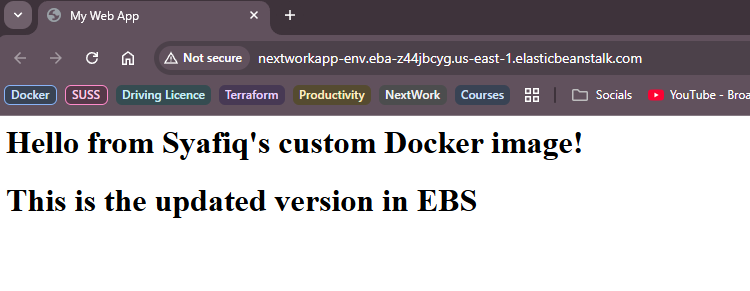 My Web App
Not secure nextworkapp-env.eba-z44jbcyg.us-east-1.elasticbeanstalk.com
Docker SUSS Driving Licence Terraform Productivity NetWork Courses Socials YouTube - Broa
Hello from Syafiq's custom Docker image!
This is the updated version in EBS